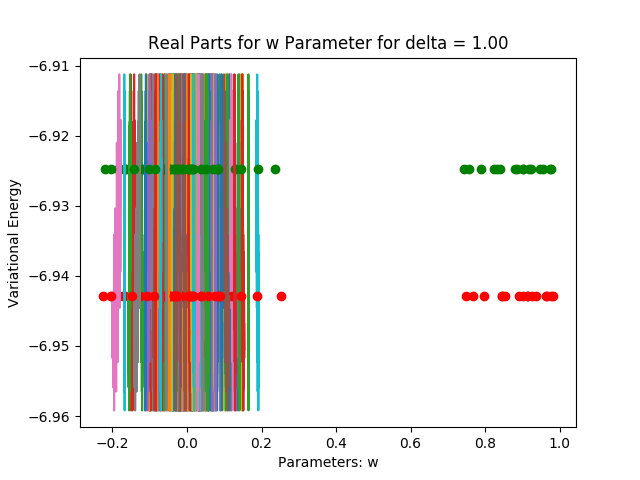 Real Parts for w Parameter for delta = 1.00
−6.91
−6.92
−6.93
−6.94
−6.95
−6.96
Variational Energy
−0.2 0.0 0.2 0.4 0.6 0.8 1.0
Parameters: w